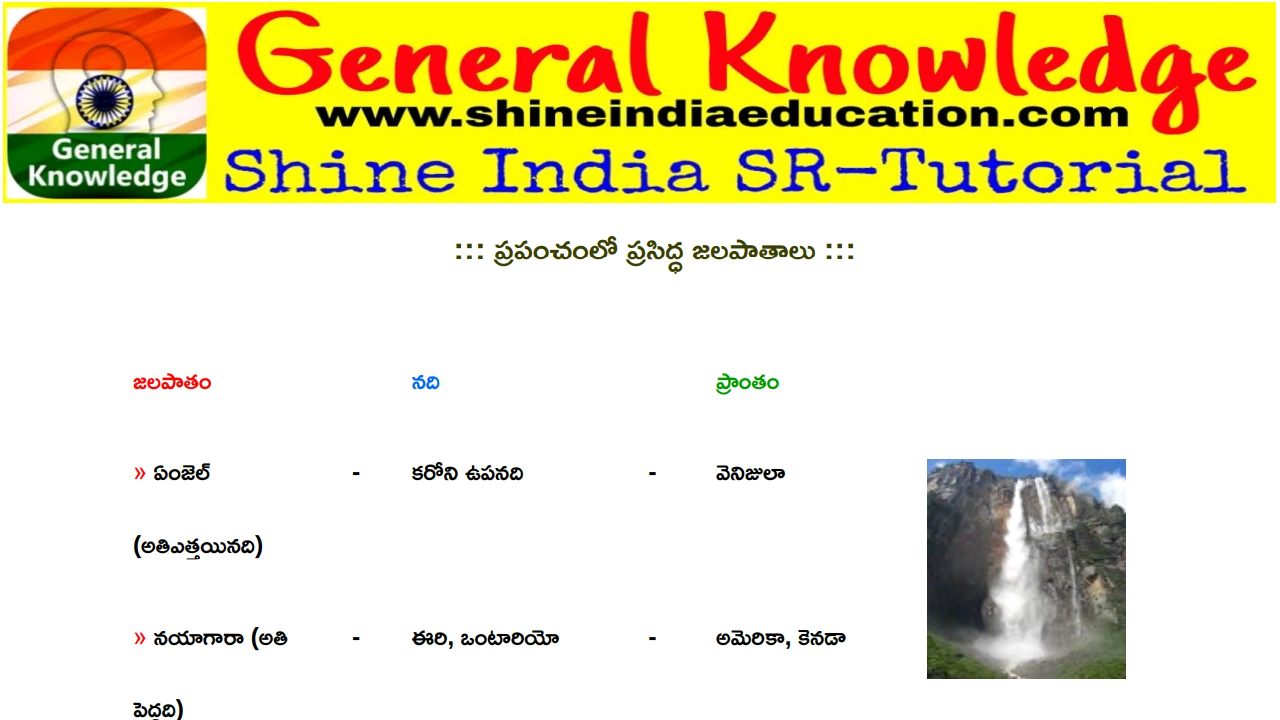 General Knowledge
www.shineindiaeducation.com
General
Knowledge
Shine India SR-Tutorial
::: ప్రపంచంలో ప్రసిద్ధ జలపాతాలు :::
జలపాతం నది ప్రాంతం
» ఏంజెల్ - కరోని ఉపనది - వెనిజులా
(అతిఎత్తయినది)
» నయాగారా (అతి - ఈరి, ఒంటారియో - అమెరికా, కెనడా
పెద్దది)